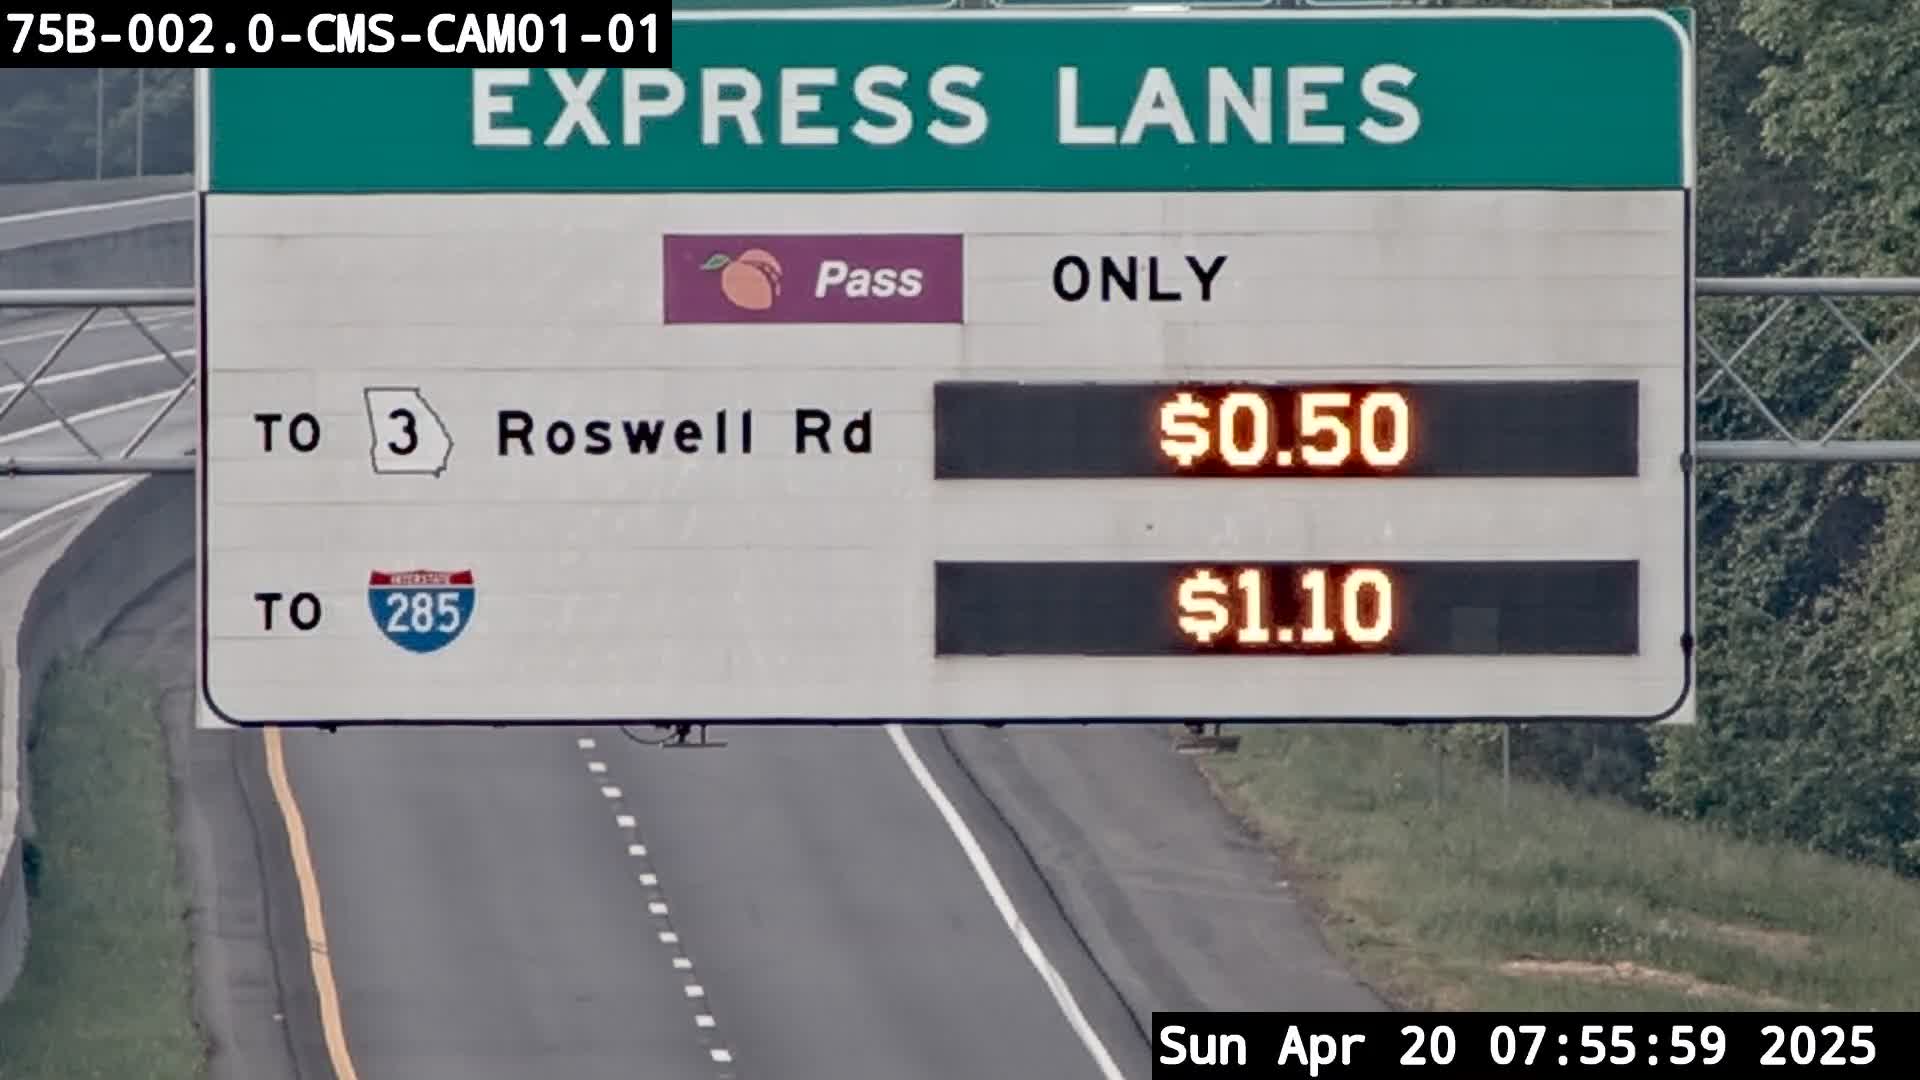 75B-002.0-CMS-CAM01-01
EXPRESS LANES
Pass ONLY
TO 3 Roswell Rd $0.50
TO INTERSTATE 285 $1.10
Sun Apr 20 07:55:59 2025